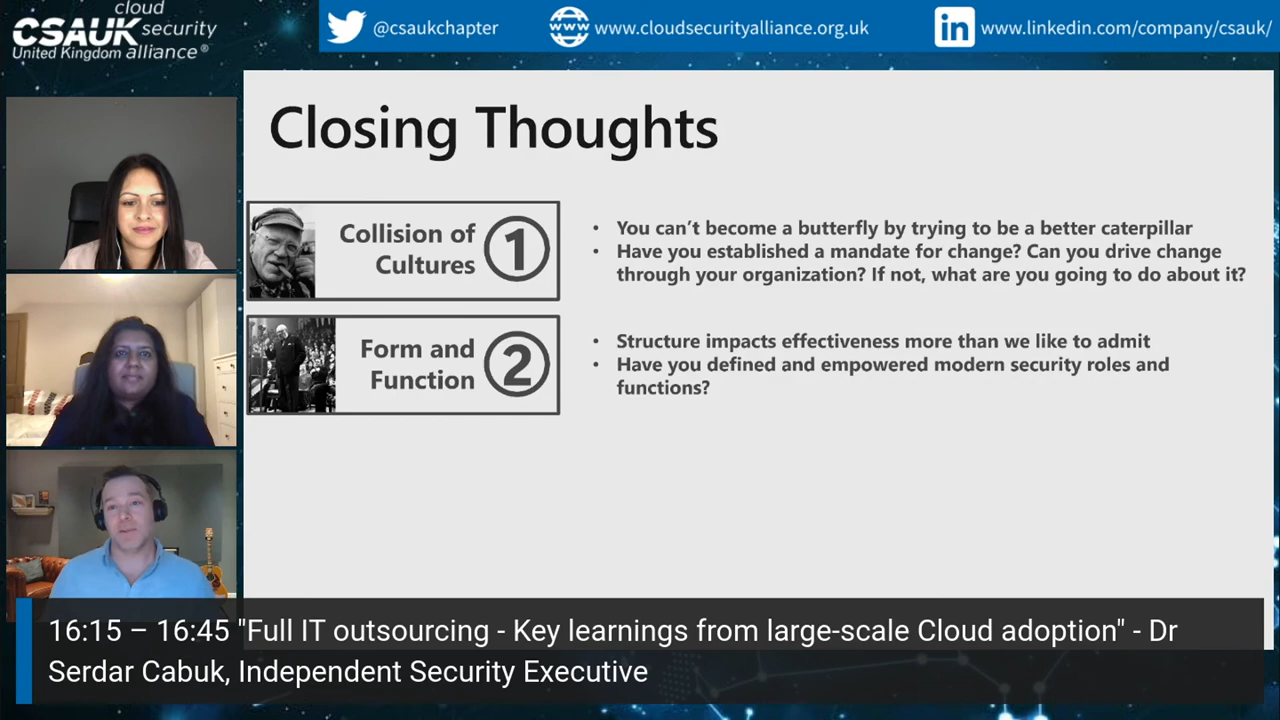 cloud
CSAUK security
United Kingdom alliance®
@csaukchapter
www.cloudsecurityalliance.org.uk
in www.linkedin.com/company/csauk/
Closing Thoughts
Collision of
Cultures
1
• You can’t become a butterfly by trying to be a better caterpillar
• Have you established a mandate for change? Can you drive change
through your organization? If not, what are you going to do about it?
Form and
Function
2
• Structure impacts effectiveness more than we like to admit
• Have you defined and empowered modern security roles and
functions?
16:15 – 16:45 "Full IT outsourcing - Key learnings from large-scale Cloud adoption" - Dr
Serdar Cabuk, Independent Security Executive